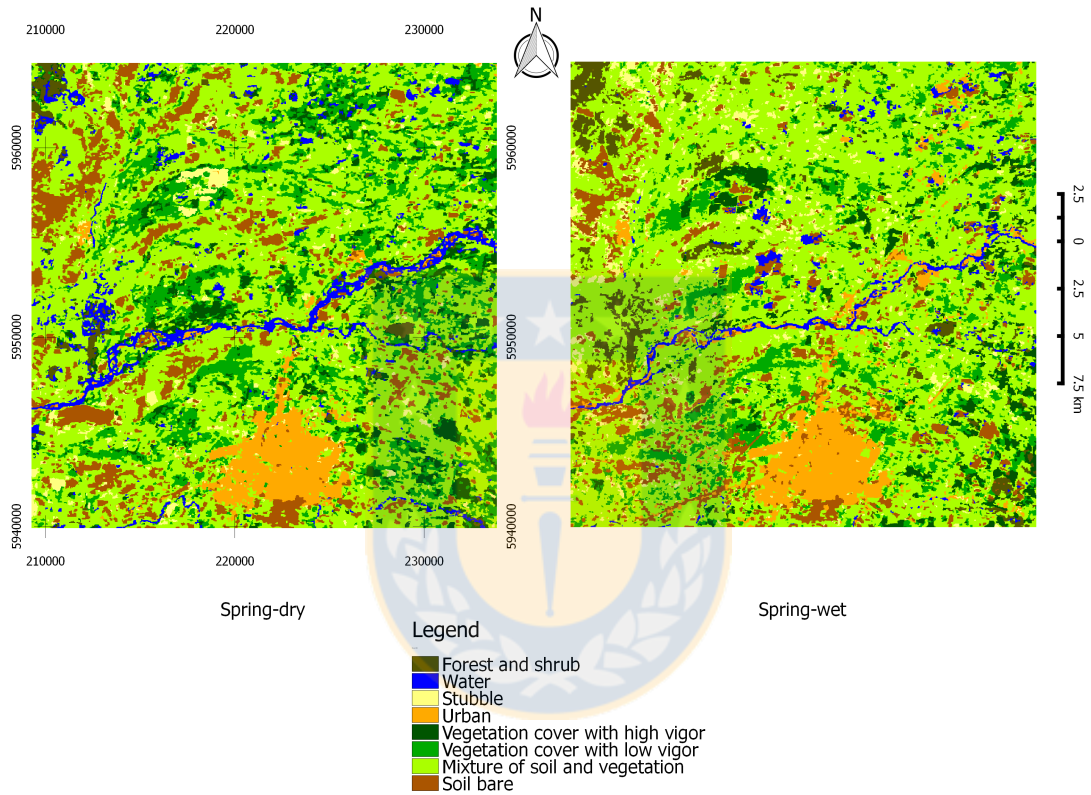 N
210000 220000 230000
5960000 5950000 5940000
5960000 5950000 5940000
210000 220000 230000
2.5 0 2.5 5 7.5 km
Spring-dry Spring-wet
Legend
Forest and shrub
Water
Stubble
Urban
Vegetation cover with high vigor
Vegetation cover with low vigor
Mixture of soil and vegetation
Soil bare